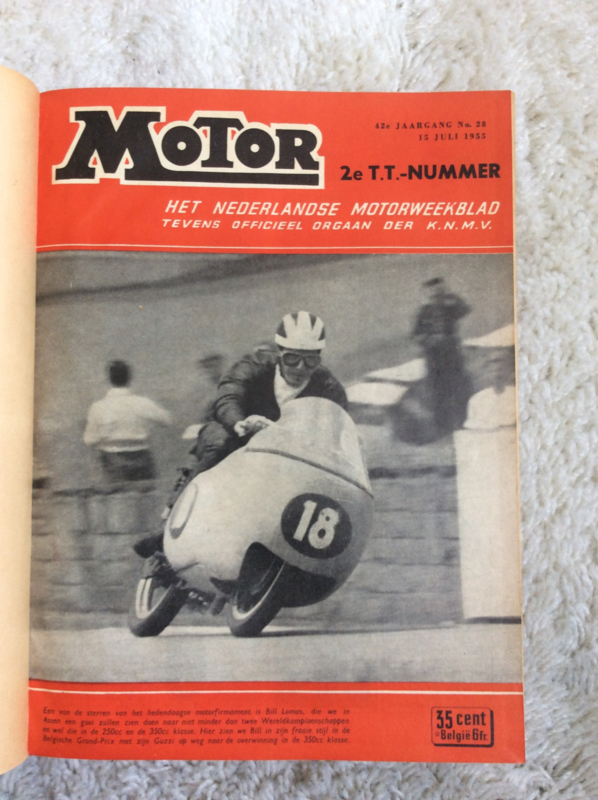 MOTOR
42e JAARGANG No. 28
15 JULI 1955
2e T.T.-NUMMER
HET NEDERLANDSE MOTORWEEKBLAD
TEVENS OFFICIEEL ORGAAN DER K.N.M.V.
18
Een van de sterren van het hedendaagse motorfirmament is Bill Lomas, die we in
Assen een gooi zullen zien doen naar niet minder dan twee Wereldkampioenschappen
en wel die in de 250cc en de 350cc klasse. Hier zien we Bill in zijn fraaie stijl in de
Belgische Grand-Prix met zijn Guzzi op weg naar de overwinning in de 350cc klasse.
35 cent
in België 6fr.